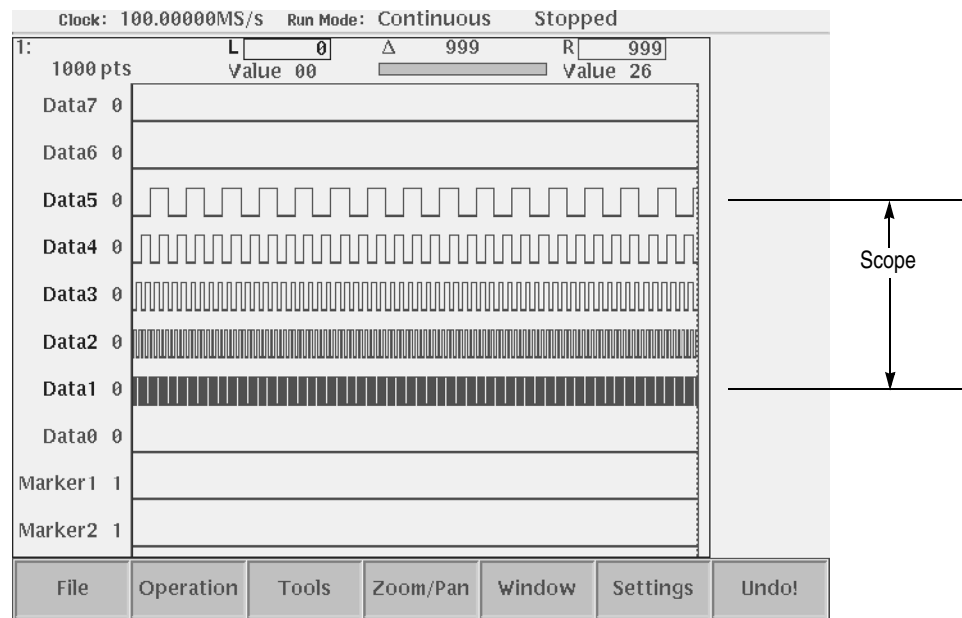 Clock: 100.00000MS/s Run Mode: Continuous Stopped
1: L 0 Δ 999 R 999
1000 pts Value 00 Value 26
Data7 0
Data6 0
Data5 0
Data4 0
Scope
Data3 0
Data2 0
Data1 0
Data0 0
Marker1 1
Marker2 1
File Operation Tools Zoom/Pan Window Settings Undo!